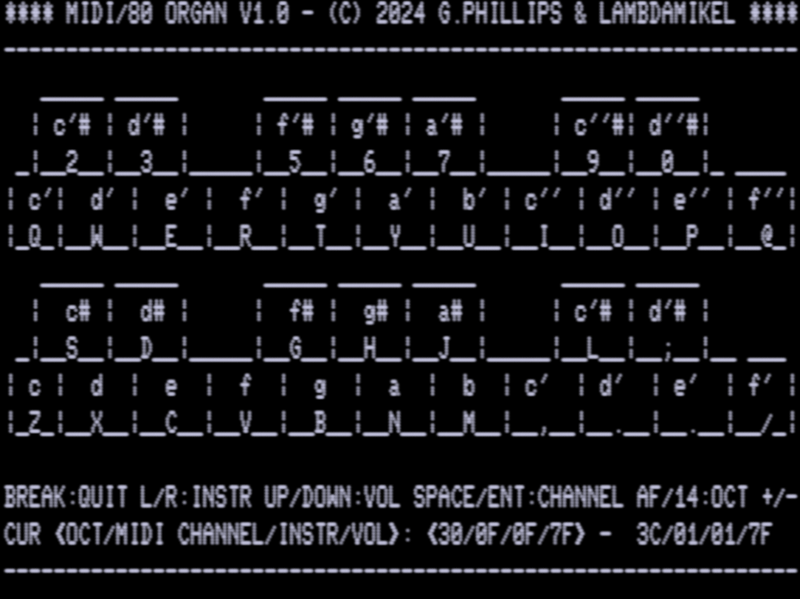 **** MIDI/80 ORGAN V1.0 - (C) 2024 G.PHILLIPS & LAMBDAMIKEL ****
c'# d'# f'# g'# a'# c''# d''#
2 3 5 6 7 9 0
c' d' e' f' g' a' b' c'' d'' e'' f''
Q W E R T Y U I O P @
c# d# f# g# a# c'# d'#
S D G H J L ;
c d e f g a b c' d' e' f'
Z X C V B N M , . . /
BREAK:QUIT L/R:INSTR UP/DOWN:VOL SPACE/ENT:CHANNEL AF/14:OCT +/-
CUR <OCT/MIDI CHANNEL/INSTR/VOL>: <30/0F/0F/7F> - 3C/01/01/7F